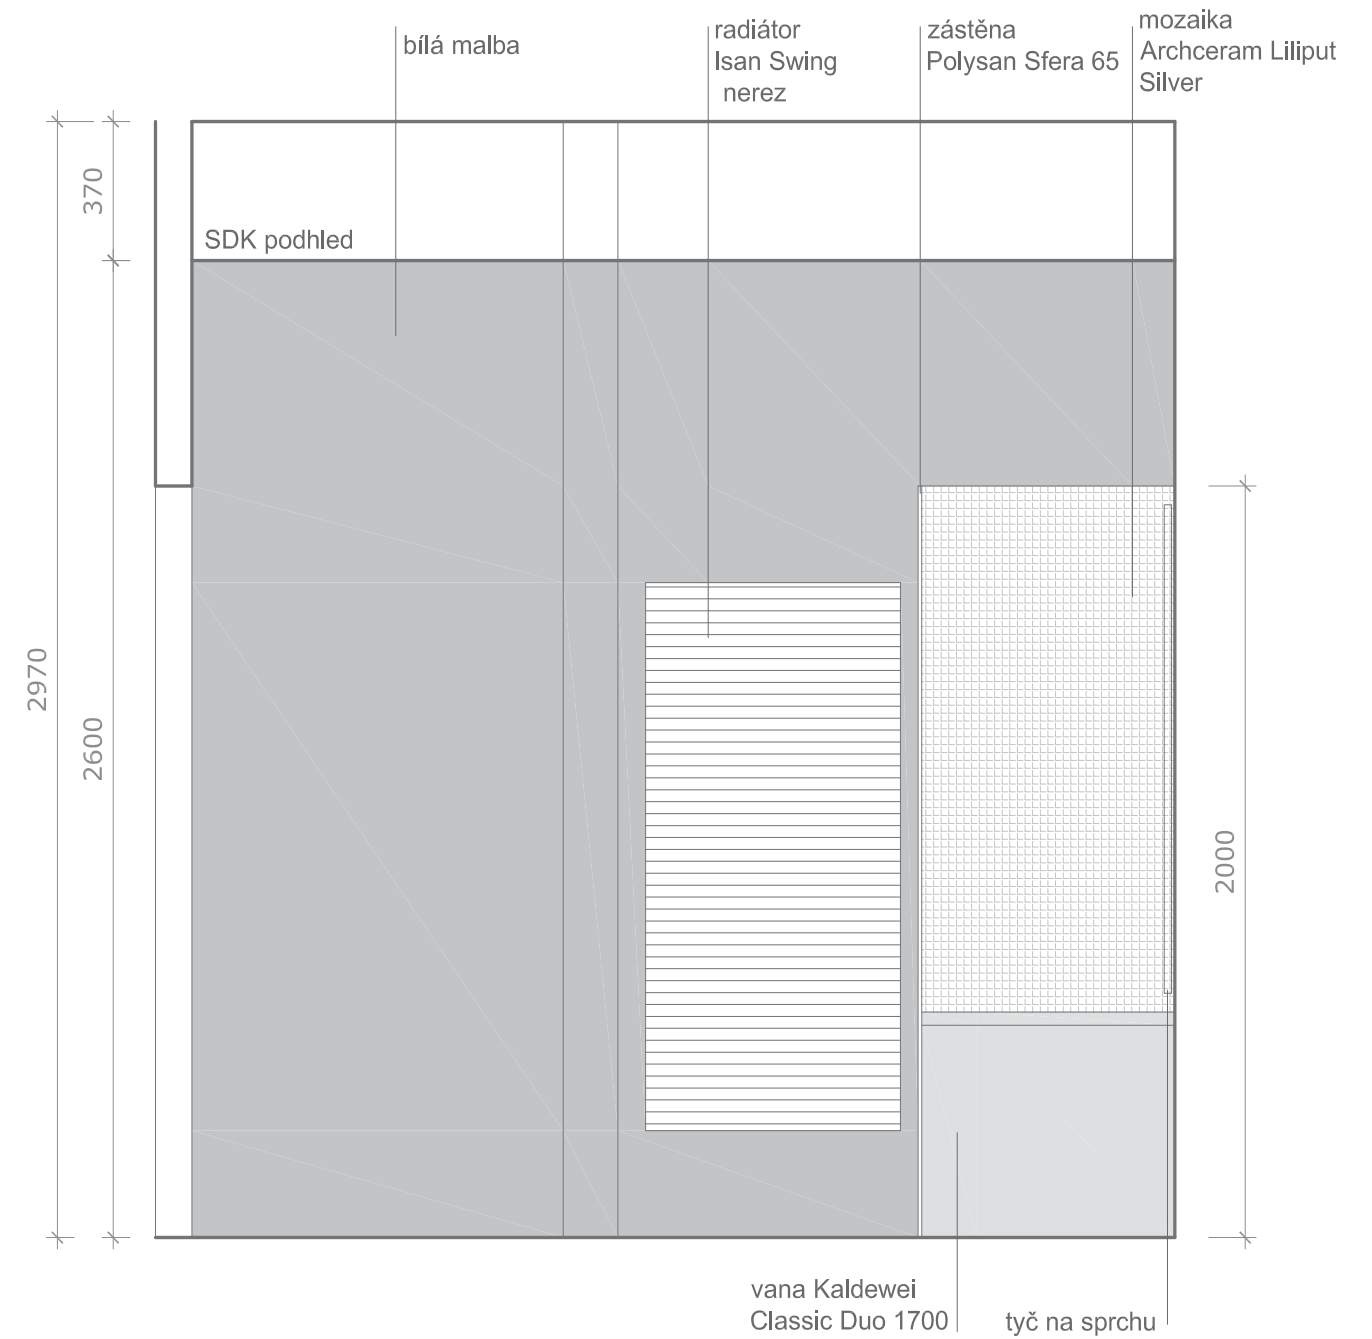 bílá malba
radiátor
Isan Swing
nerez
zástěna
Polysan Sfera 65
mozaika
Archceram Liliput
Silver
370
SDK podhled
2970
2600
2000
vana Kaldewei
Classic Duo 1700
tyč na sprchu